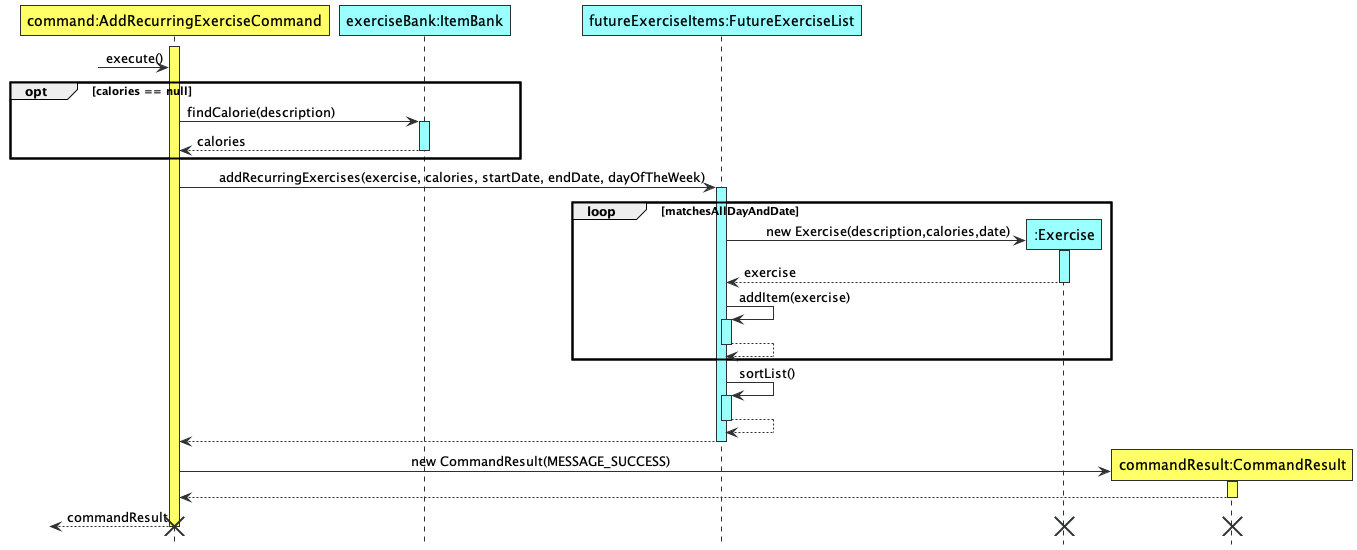 command:AddRecurringExerciseCommand
exerciseBank:ItemBank
futureExerciseItems:FutureExerciseList
execute()
opt
[calories == null]
findCalorie(description)
calories
addRecurringExercises(exercise, calories, startDate, endDate, dayOfTheWeek)
loop
[matchesAllDayAndDate]
new Exercise(description,calories,date)
:Exercise
exercise
addItem(exercise)
sortList()
new CommandResult(MESSAGE_SUCCESS)
commandResult:CommandResult
commandResult